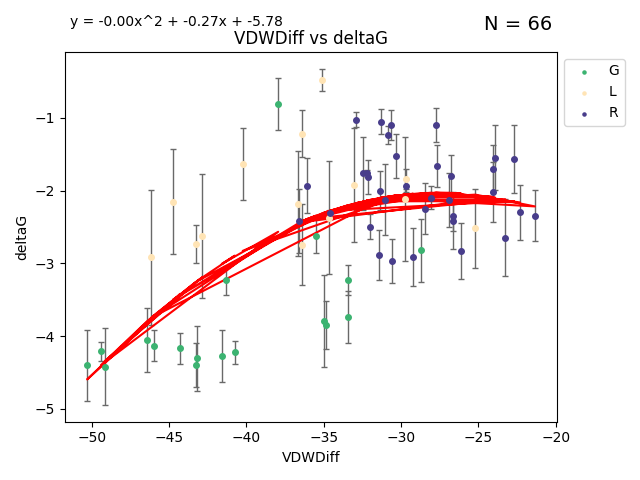 y = -0.00x^2 + -0.27x + -5.78
N = 66
VDWDiff vs deltaG
G
L
R
deltaG
−1
−2
−3
−4
−5
−50
−45
−40
−35
−30
−25
−20
VDWDiff